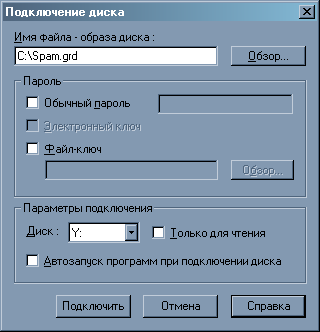 Подключение диска
Имя файла - образа диска :
C:\Spam.grd Обзор...
Пароль
Обычный пароль
Электронный ключ
Файл-ключ
Обзор...
Параметры подключения
Диск : Y: Только для чтения
Автозапуск программ при подключении диска
Подключить Отмена Справка